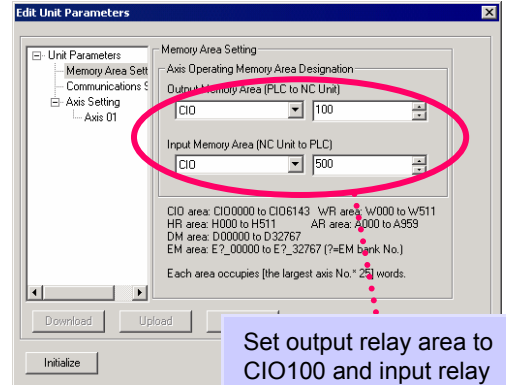 Edit Unit Parameters
Unit Parameters
Memory Area Sett
Communications S
Axis Setting
Axis 01
Memory Area Setting
Axis Operating Memory Area Designation
Output Memory Area (PLC to NC Unit)
CIO 100
Input Memory Area (NC Unit to PLC)
CIO 500
CIO area: CIO0000 to CIO6143 WR area: W000 to W511
HR area: H000 to H511 AR area: A000 to A959
DM area: D00000 to D32767
EM area: E?_00000 to E?_32767 (?=EM bank No.)
Each area occupies [the largest axis No.* 25] words.
Download Upload
Initialize
Set output relay area to
CIO100 and input relay